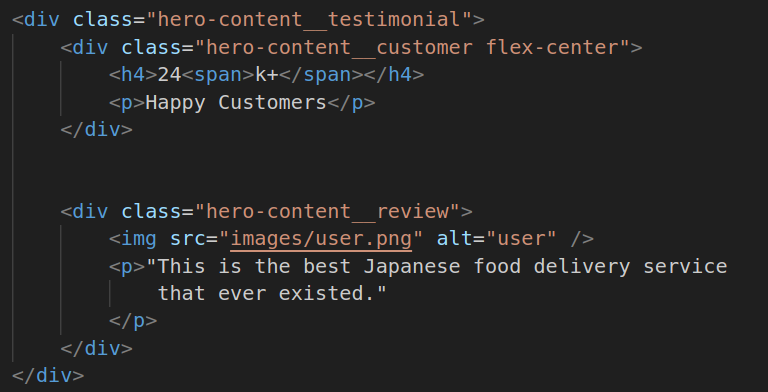 <div class="hero-content__testimonial">
    <div class="hero-content__customer flex-center">
        <h4>24<span>k+</span></h4>
        <p>Happy Customers</p>
    </div>
    <div class="hero-content__review">
        <img src="images/user.png" alt="user" />
        <p>"This is the best Japanese food delivery service
            that ever existed."
        </p>
    </div>
</div>